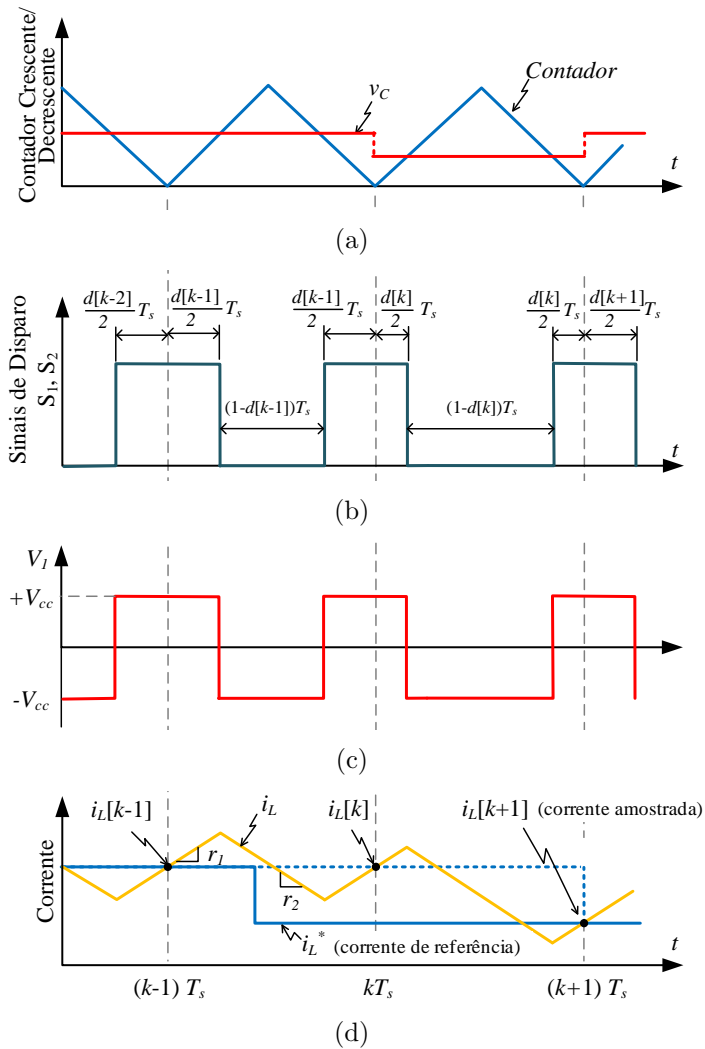 Contador Crescente/
Decrescente
v_C
Contador
t
(a)
d[k-2]/2 T_s
d[k-1]/2 T_s
d[k-1]/2 T_s
d[k]/2 T_s
d[k]/2 T_s
d[k+1]/2 T_s
Sinais de Disparo
S_1, S_2
(1-d[k-1])T_s
(1-d[k])T_s
t
(b)
V_1
+V_cc
t
-V_cc
(c)
i_L[k-1]
i_L
i_L[k]
i_L[k+1] (corrente amostrada)
Corrente
r_1
r_2
i_L^* (corrente de referência)
t
(k-1) T_s
kT_s
(k+1) T_s
(d)